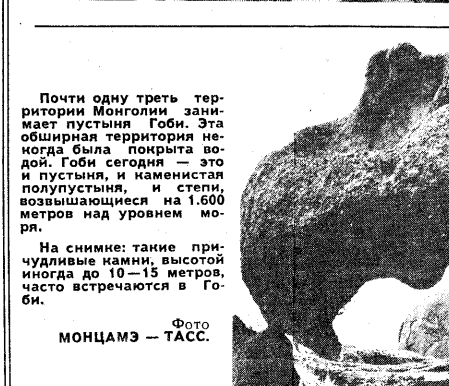 Почти одну треть тер-
ритории Монголии зани-
мает пустыня Гоби. Эта
обширная территория не-
когда была покрыта во-
дой. Гоби сегодня — это
и пустыня, и каменистая
полупустыня, и степи,
возвышающиеся на 1.600
метров над уровнем мо-
ря.
На снимке: такие при-
чудливые камни, высотой
иногда до 10—15 метров,
часто встречаются в Го-
би.
Фото
МОНЦАМЭ — ТАСС.